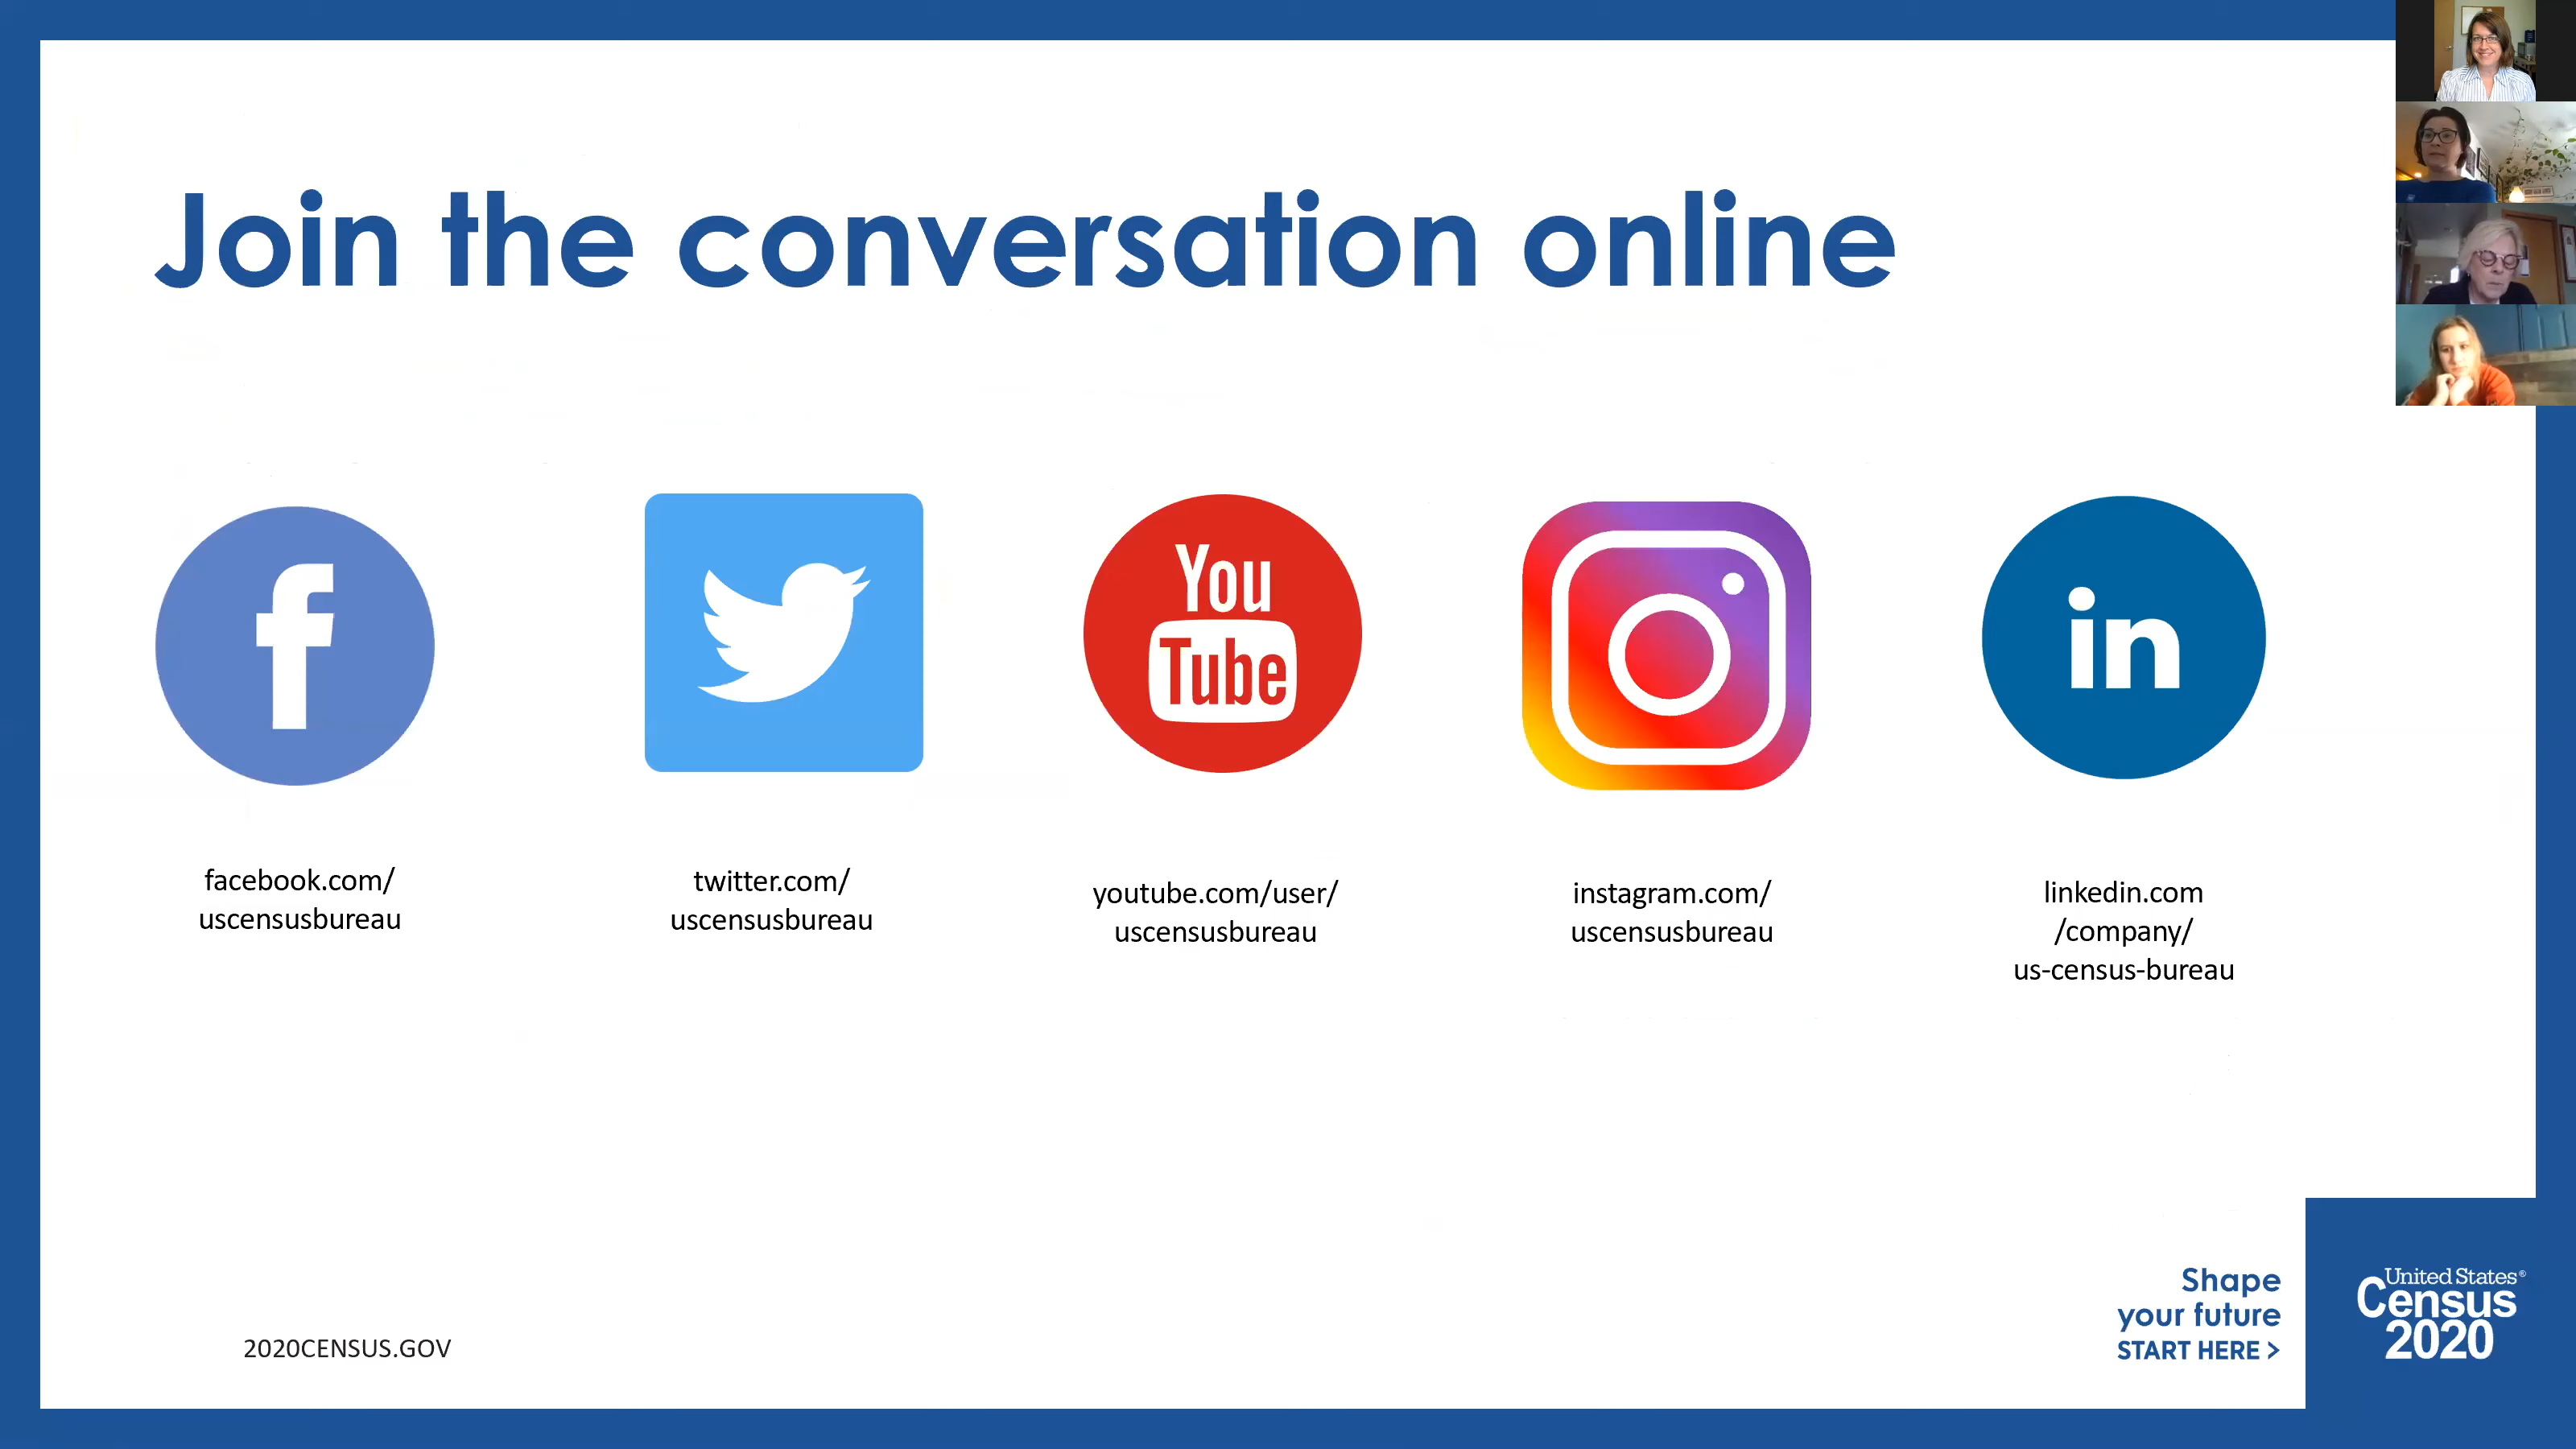 Join the conversation online
f
You
Tube
in
facebook.com/
uscensusbureau
twitter.com/
uscensusbureau
youtube.com/user/
uscensusbureau
instagram.com/
uscensusbureau
linkedin.com
/company/
us-census-bureau
2020CENSUS.GOV
Shape
your future
START HERE >
United States®
Census
2020